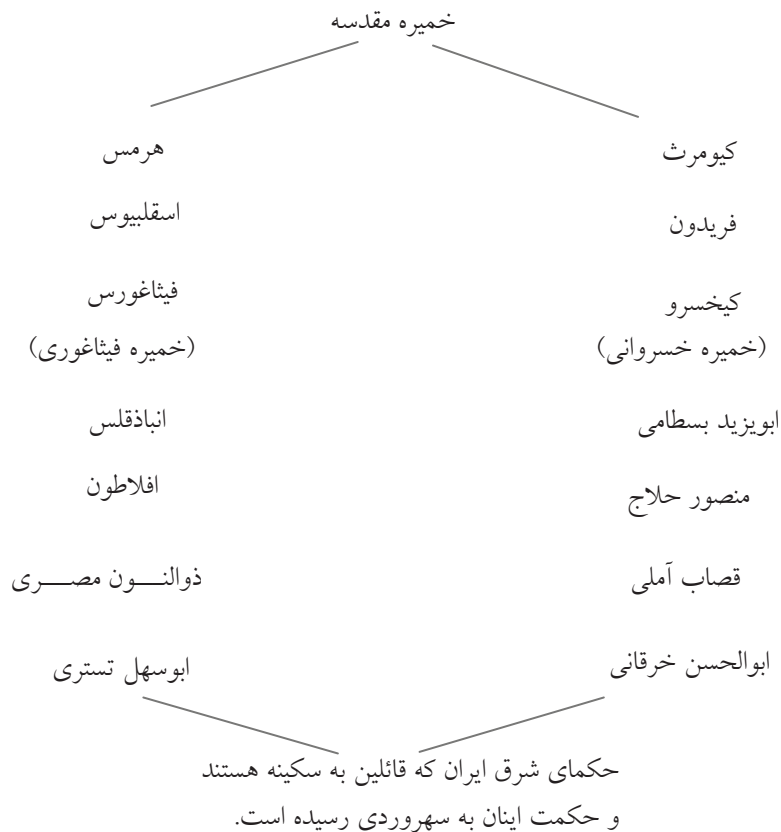 خمیره مقدسه
کیومرث
هرمس
فریدون
اسقلبیوس
کیخسرو
فیثاغورس
(خمیره خسروانی)
(خمیره فیثاغوری)
ابویزید بسطامی
انباذقلس
منصور حلاج
افلاطون
قصاب آملی
ذوالنـــون مصـــری
ابوالحسن خرقانی
ابوسهل تستری
حکمای شرق ایران که قائلین به سکینه هستند
و حکمت اینان به سهروردی رسیده است.